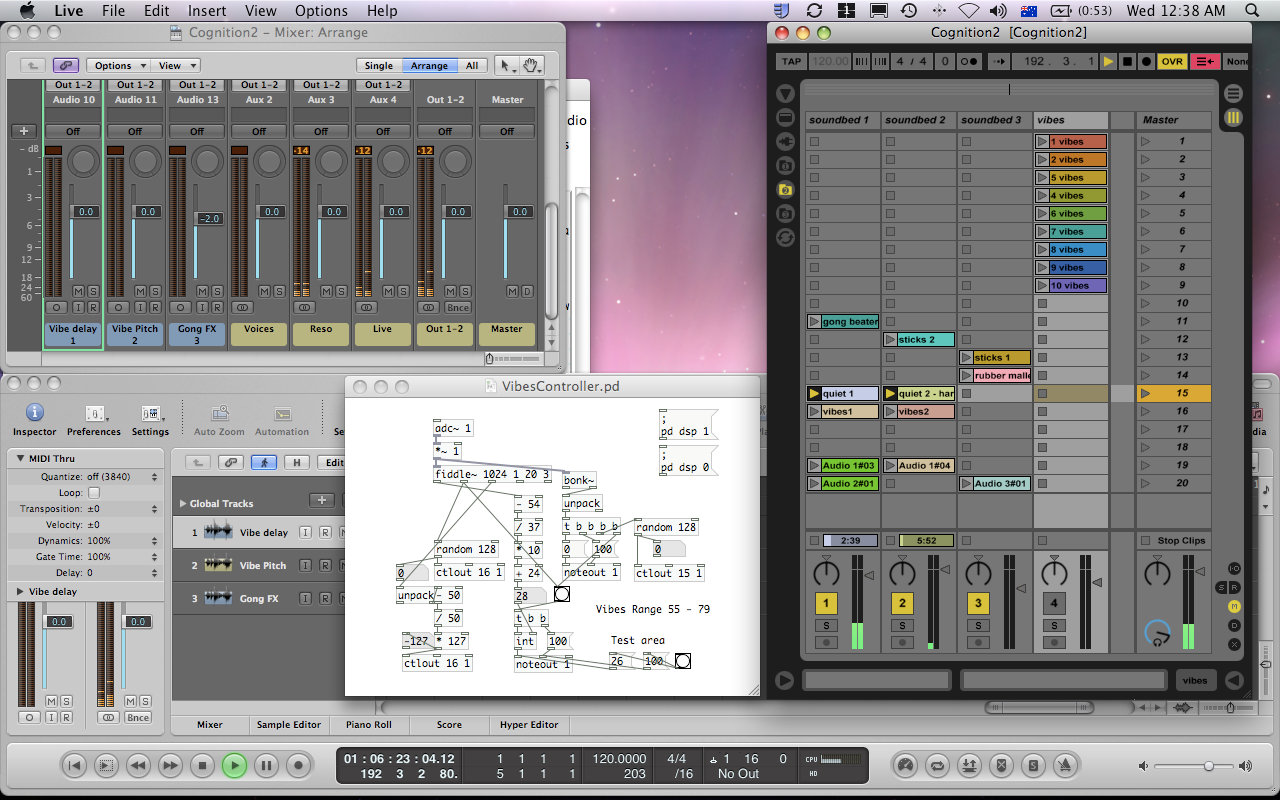 Live File Edit Insert View Options Help (0:53) Wed 12:38 AM
Cognition2 – Mixer: Arrange
Options View Single Arrange All
Out 1-2 Out 1-2 Out 1-2 Out 1-2 Out 1-2 Out 1-2
Audio 10 Audio 11 Audio 13 Aux 2 Aux 3 Aux 4 Out 1-2 Master
Off Off Off Off Off Off Off Off
- dB -14 -12 -12
1
3
0.0 0.0 -2.0 0.0 0.0 0.0 0.0 0.0
6
9
12
18
24
60
M S M S M S M S M S M S M M D
I R I R I R Bnce
Vibe delay Vibe Pitch Gong FX Voices Reso Live Out 1-2 Master
1 2 3
dio
s
Inspector Preferences Settings Auto Zoom Automation Se
MIDI Thru
Quantize: off (3840)
Loop:
Transposition: ±0
Velocity: ±0
Dynamics: 100%
Gate Time: 100%
Delay: 0
Vibe delay
0.0 0.0
M S M S
I R Bnce
H Edit
Global Tracks
1 Vibe delay I R
2 Vibe Pitch I R
3 Gong FX I R
Mixer Sample Editor Piano Roll Score Hyper Editor
VibesController.pd
adc~ 1
*~ 1
fiddle~ 1024 1 20 3
;
pd dsp 1
;
pd dsp 0
bonk~
unpack
- 54
/ 37
t b b b b
random 128
random 128
* 10
0
100
0
0
ctlout 16 1
+ 24
noteout 1
ctlout 15 1
unpack
- 50
28
Vibes Range 55 - 79
/ 50
t b b
Test area
-127
* 127
int
100
ctlout 16 1
noteout 1
26
100
Cognition2 [Cognition2]
TAP 120.00 4 / 4 0 192 . 3 . 1 OVR None
soundbed 1 soundbed 2 soundbed 3 vibes Master
1 vibes 1
2 vibes 2
5 vibes 3
4 vibes 4
6 vibes 5
7 vibes 6
8 vibes 7
9 vibes 8
10 vibes 9
10
gong beater 11
sticks 2 12
sticks 1 13
rubber malle 14
quiet 1 quiet 2 - har 15
vibes1 vibes2 16
17
18
Audio 1#03 Audio 1#04 19
Audio 2#01 Audio 3#01 20
2:39 5:52 Stop Clips
1 2 3 4
S S S S
I·O
S R
M
D
X
vibes
dia
01 : 06 : 23 : 04.12 1 1 1 1 120.0000 4/4 1 16 0 CPU
192 3 2 80. 5 1 1 1 203 /16 No Out HD